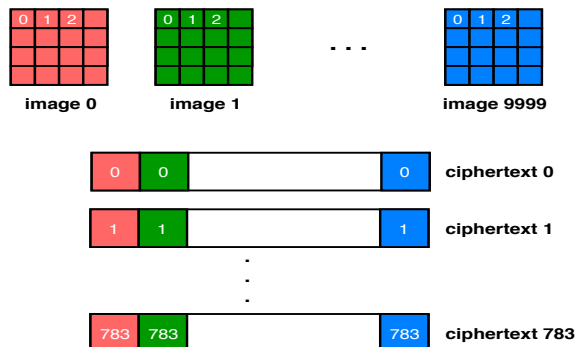 0 1 2 0 1 2 . . . 0 1 2
image 0 image 1 image 9999
0 0 0 ciphertext 0
1 1 1 ciphertext 1
.
.
.
783 783 783 ciphertext 783